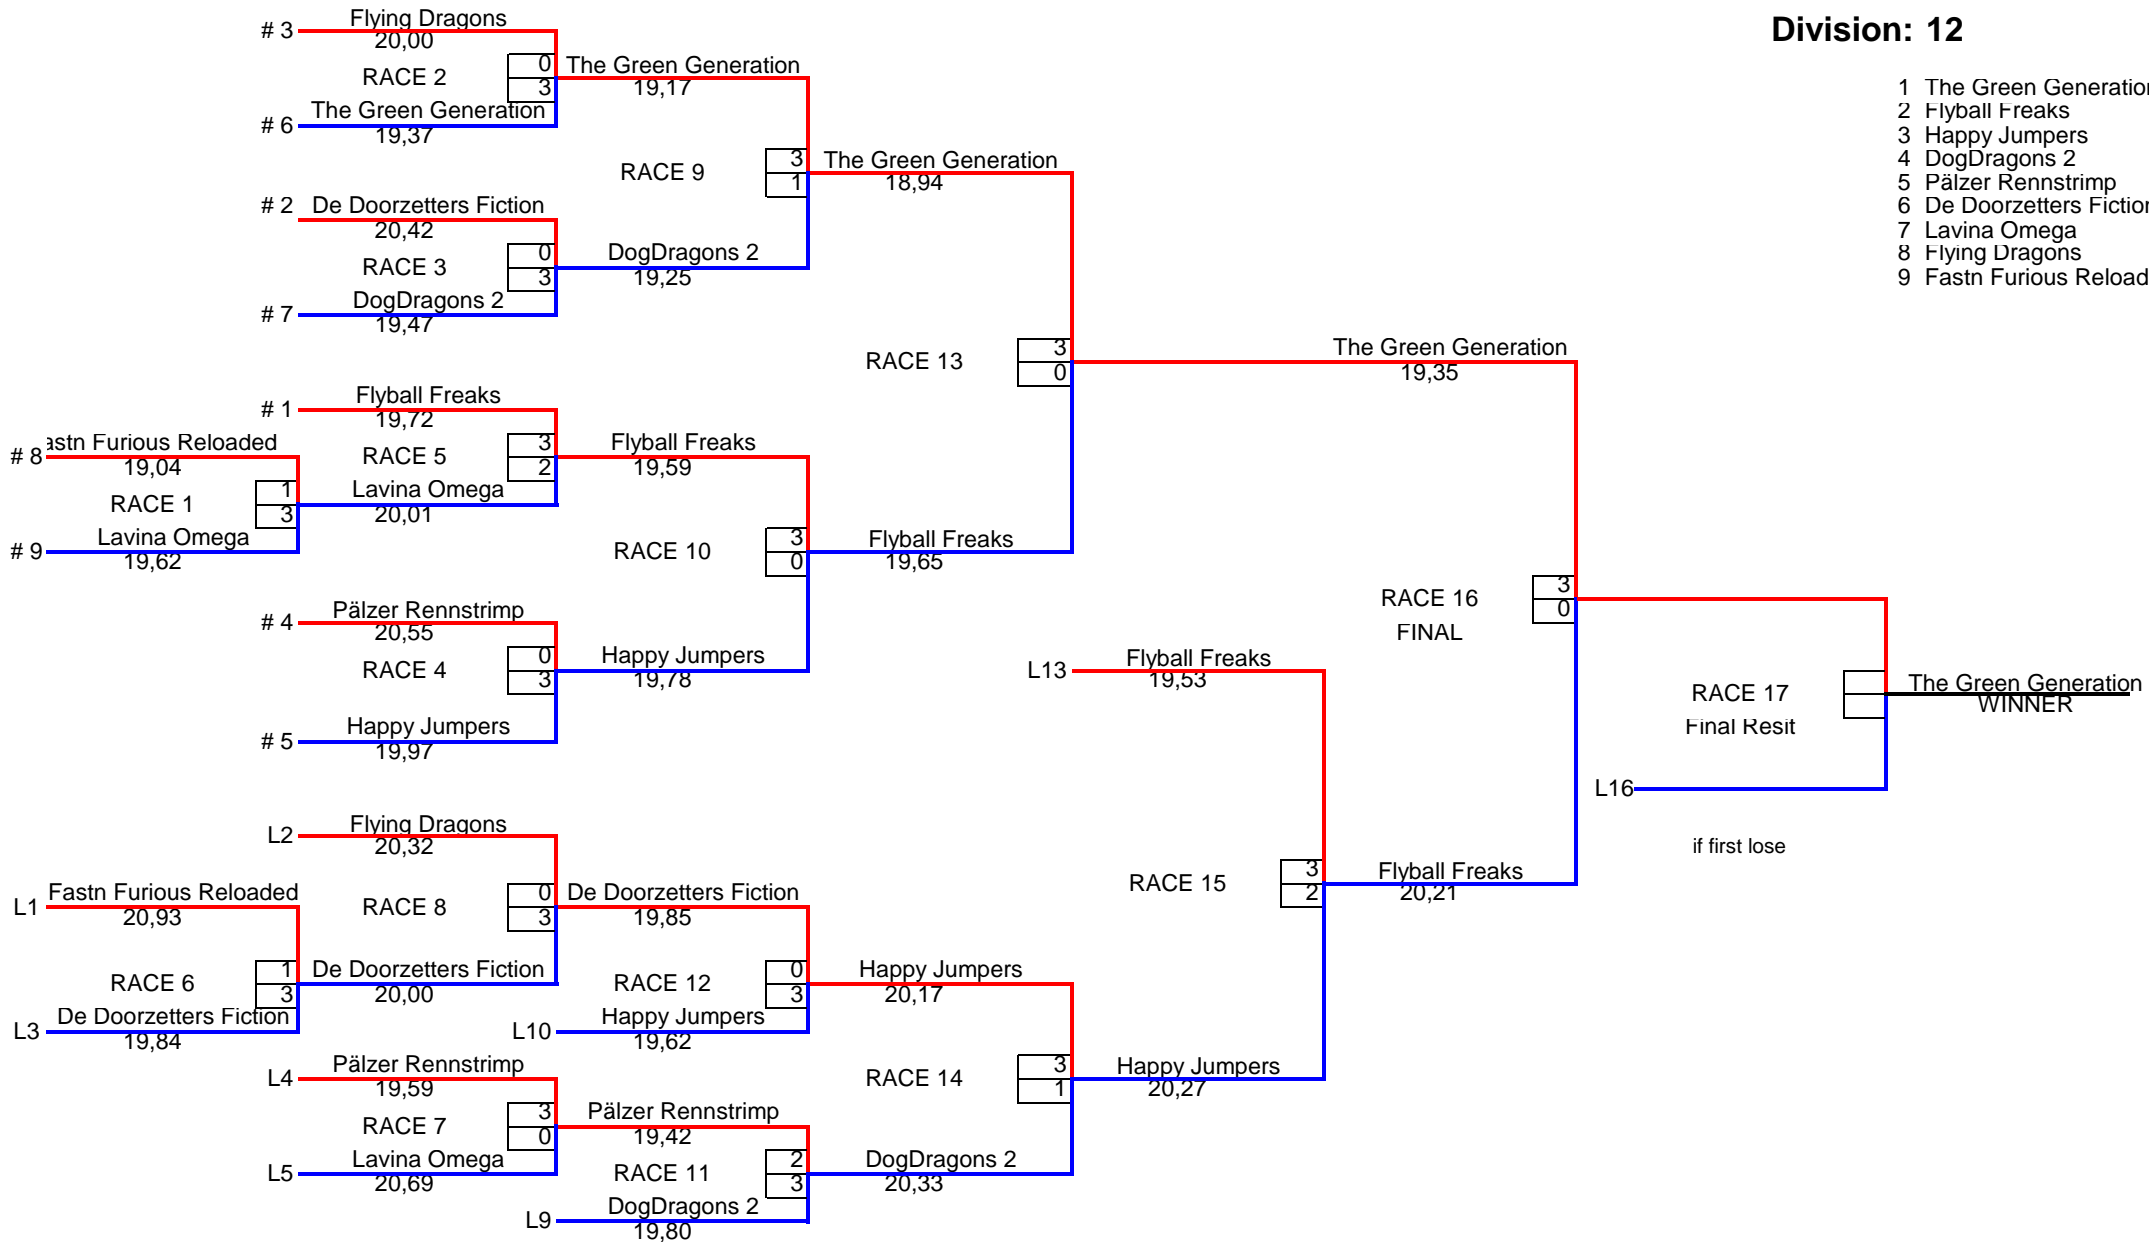 Division: 12
1 The Green Generation
2 Flyball Freaks
3 Happy Jumpers
4 DogDragons 2
5 Pälzer Rennstrimp
6 De Doorzetters Fiction
7 Lavina Omega
8 Flying Dragons
9 Fastn Furious Reload
# 3 Flying Dragons
20,00
RACE 2
0
3
# 6 The Green Generation
19,37
# 2 De Doorzetters Fiction
20,42
RACE 3
0
3
# 7 DogDragons 2
19,47
# 1 Flyball Freaks
19,72
RACE 5
3
2
Lavina Omega
20,01
# 8 astn Furious Reloaded
19,04
RACE 1
1
3
# 9 Lavina Omega
19,62
# 4 Pälzer Rennstrimp
20,55
RACE 4
0
3
# 5 Happy Jumpers
19,97
The Green Generation
19,17
RACE 9
3
1
DogDragons 2
19,25
Flyball Freaks
19,59
RACE 10
3
0
Happy Jumpers
19,78
The Green Generation
18,94
RACE 13
3
0
Flyball Freaks
19,65
L2 Flying Dragons
20,32
RACE 8
0
3
De Doorzetters Fiction
20,00
L1 Fastn Furious Reloaded
20,93
RACE 6
1
3
L3 De Doorzetters Fiction
19,84
L4 Pälzer Rennstrimp
19,59
RACE 7
3
0
L5 Lavina Omega
20,69
De Doorzetters Fiction
19,85
RACE 12
0
3
L10 Happy Jumpers
19,62
Pälzer Rennstrimp
19,42
RACE 11
2
3
L9 DogDragons 2
19,80
Happy Jumpers
20,17
RACE 14
3
1
DogDragons 2
20,33
L13 Flyball Freaks
19,53
RACE 15
3
2
Happy Jumpers
20,27
The Green Generation
19,35
RACE 16
FINAL
3
0
Flyball Freaks
20,21
RACE 17
Final Resit
L16
if first lose
The Green Generation
WINNER